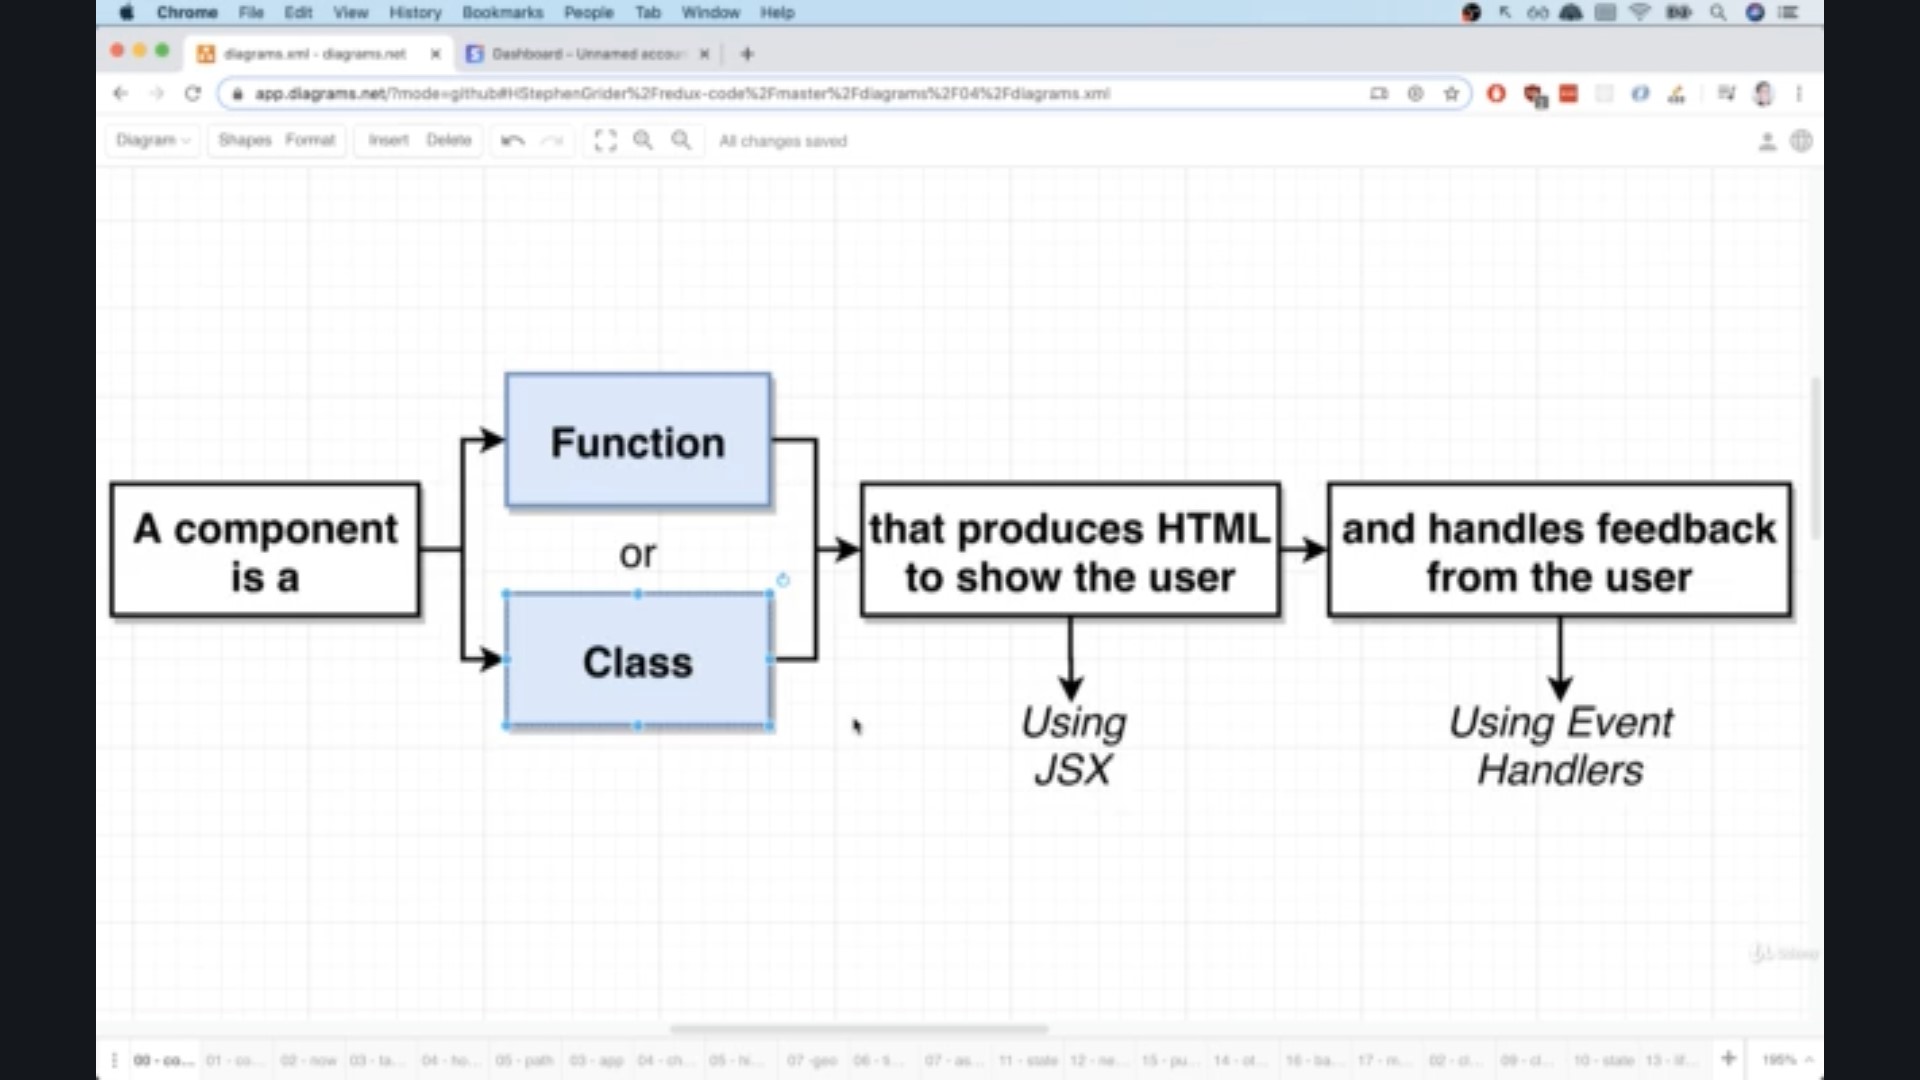 Chrome File Edit View History Bookmarks People Tab Window Help
diagrams.xml - diagrams.net
Dashboard – Unnamed accou
app.diagrams.net/?mode=github#HStephenGrider%2Fredux-code%2Fmaster%2Fdiagrams%2F04%2Fdiagrams.xml
Diagram Shapes Format Insert Delete All changes saved
Function
A component
is a
or
that produces HTML
to show the user
and handles feedback
from the user
Class
Using
JSX
Using Event
Handlers
00 - co... 01 - co... 02 - now 03 - ta... 04 - ho... 05 - path 03 - app 04 - ch... 05 - hi... 07 -geo 06 - s... 07 - as... 11 - state 12 - ne... 15 - pu... 14 - ot... 16 - ba... 17 - m... 02 - cl... 09 - cl... 10 - state 13 - lif... 195%